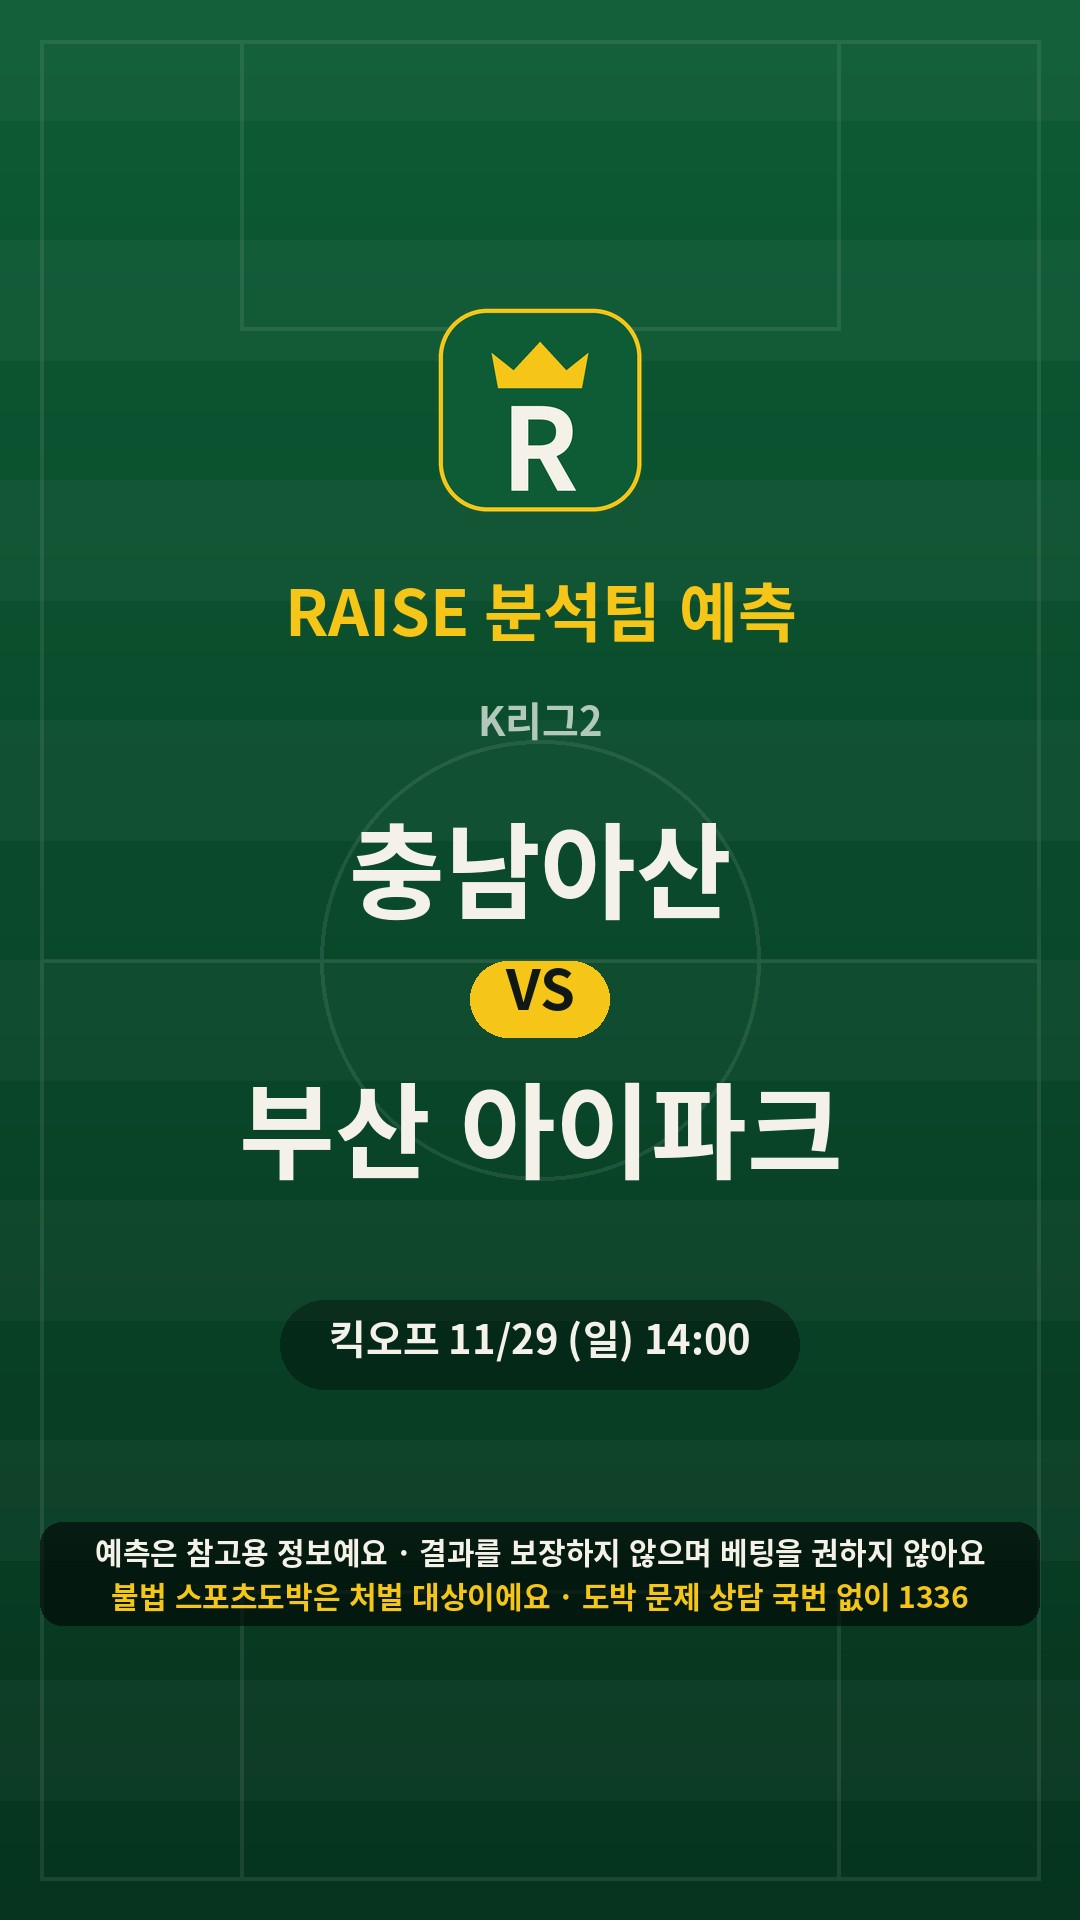 R
RAISE 분석팀 예측
K리그2
충남아산
VS
부산 아이파크
킥오프 11/29 (일) 14:00
예측은 참고용 정보예요 · 결과를 보장하지 않으며 베팅을 권하지 않아요
불법 스포츠도박은 처벌 대상이에요 · 도박 문제 상담 국번 없이 1336